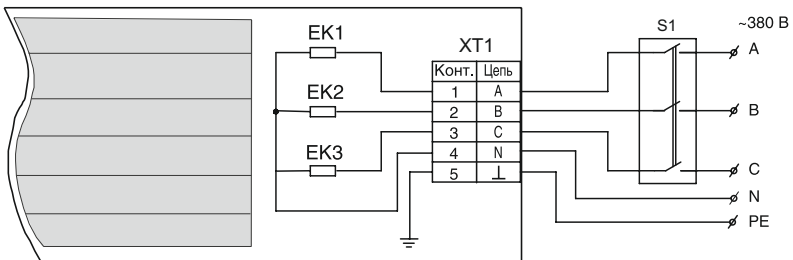 S1
~380 В
EK1
XT1
A
Конт. Цепь
EK2
1 A
2 B
B
3 C
EK3
4 N
5 ⊥
C
N
PE